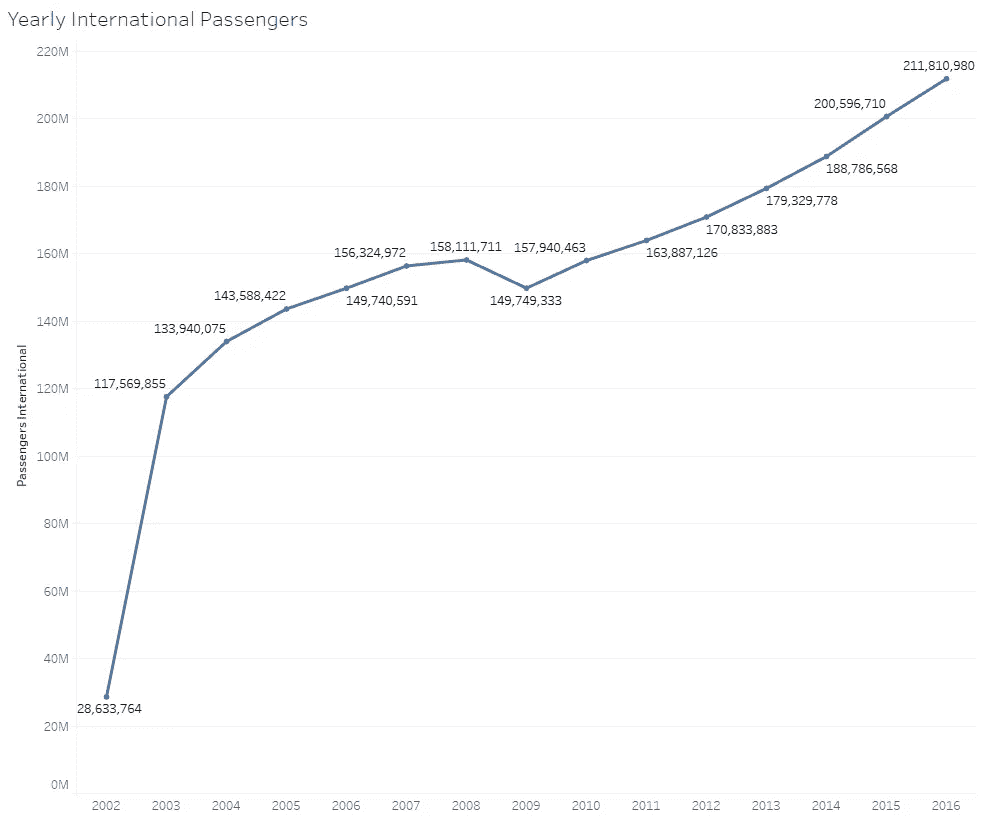 Yearly International Passengers
220M
200M
180M
160M
140M
120M
100M
80M
60M
40M
20M
0M
Passengers International
28,633,764
117,569,855
133,940,075
143,588,422
149,740,591
156,324,972
158,111,711
149,749,333
157,940,463
163,887,126
170,833,883
179,329,778
188,786,568
200,596,710
211,810,980
2002 2003 2004 2005 2006 2007 2008 2009 2010 2011 2012 2013 2014 2015 2016